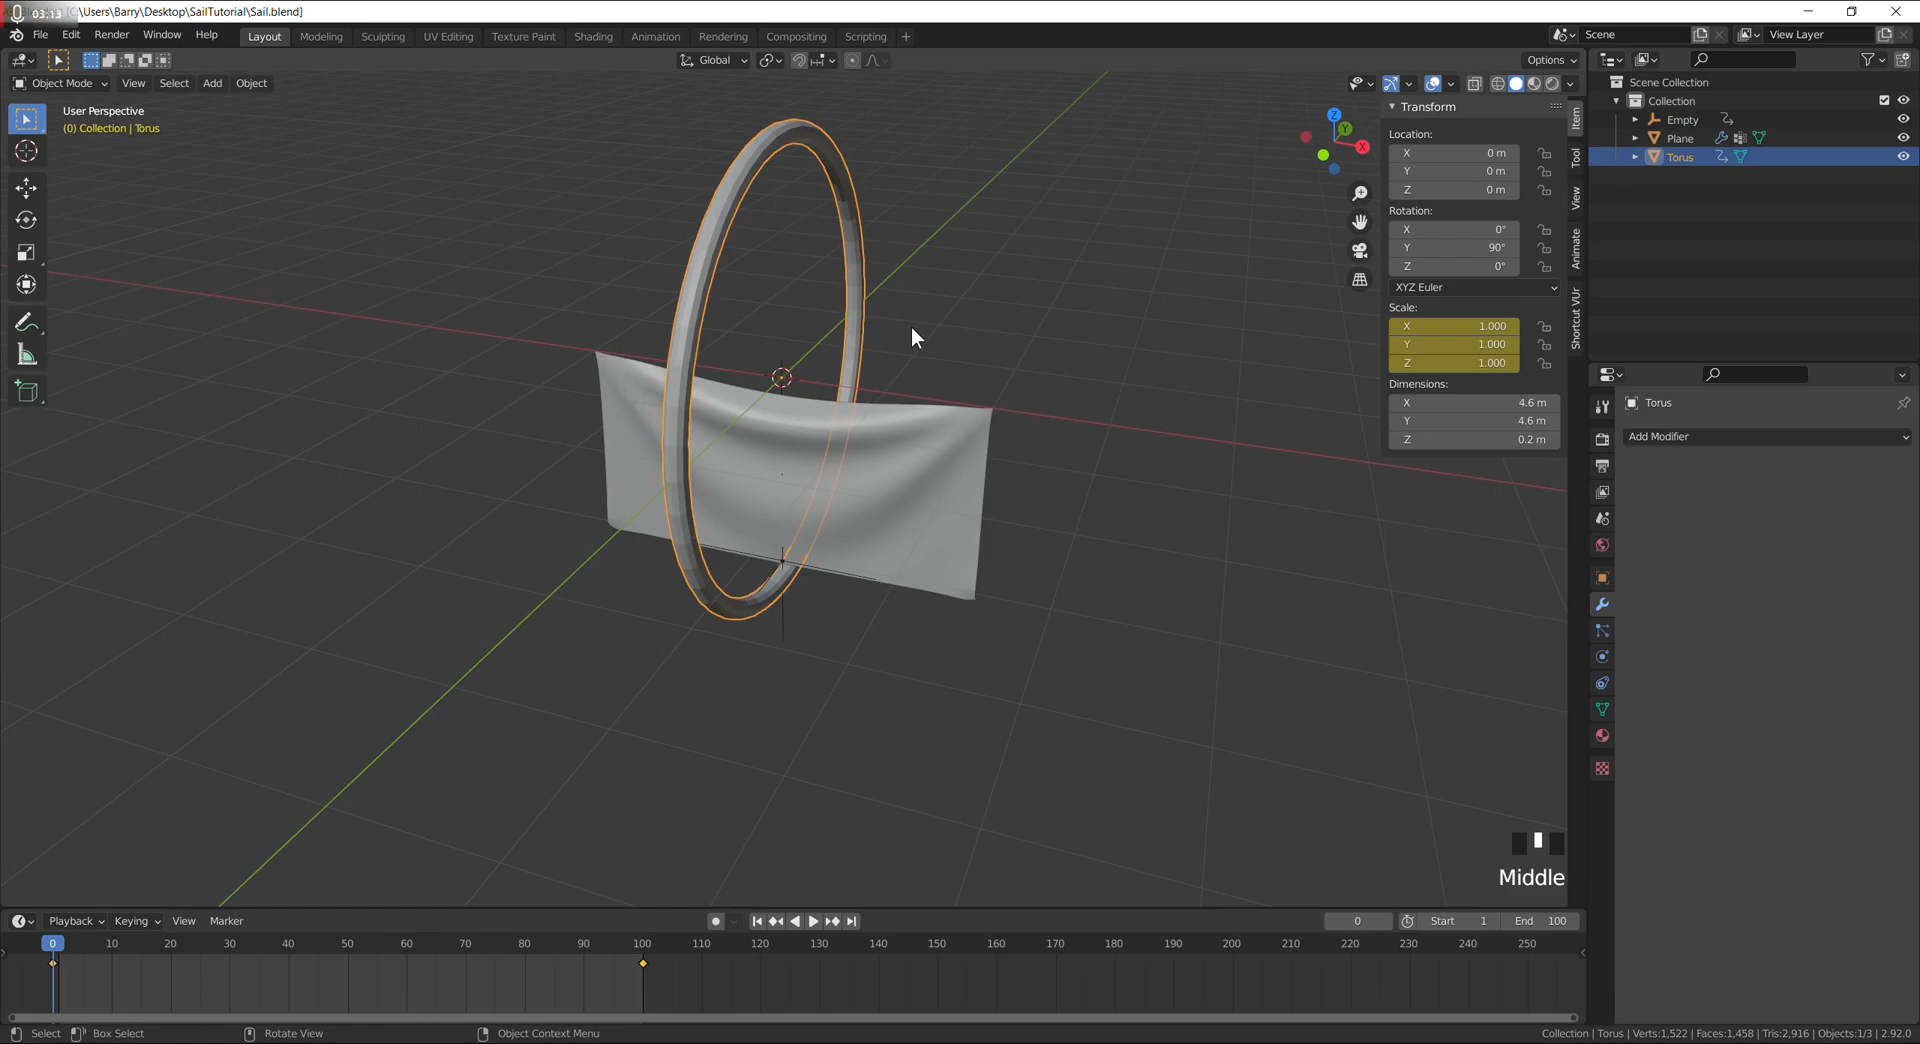 03:13 C:\Users\Barry\Desktop\SailTutorial\Sail.blend]
File Edit Render Window Help Layout Modeling Sculpting UV Editing Texture Paint Shading Animation Rendering Compositing Scripting + Scene View Layer
Global Options
Object Mode View Select Add Object
User Perspective
(0) Collection | Torus
Z
Y
X
Transform
Location:
X 0 m
Y 0 m
Z 0 m
Rotation:
X 0°
Y 90°
Z 0°
XYZ Euler
Scale:
X 1.000
Y 1.000
Z 1.000
Dimensions:
X 4.6 m
Y 4.6 m
Z 0.2 m
Item
Tool
View
Animate
Shortcut VUr
Scene Collection
Collection
Empty
Plane
Torus
Torus
Add Modifier
Middle
Playback Keying View Marker 0 Start 1 End 100
0 10 20 30 40 50 60 70 80 90 100 110 120 130 140 150 160 170 180 190 200 210 220 230 240 250
Select Box Select Rotate View Object Context Menu Collection | Torus | Verts:1,522 | Faces:1,458 | Tris:2,916 | Objects:1/3 | 2.92.0